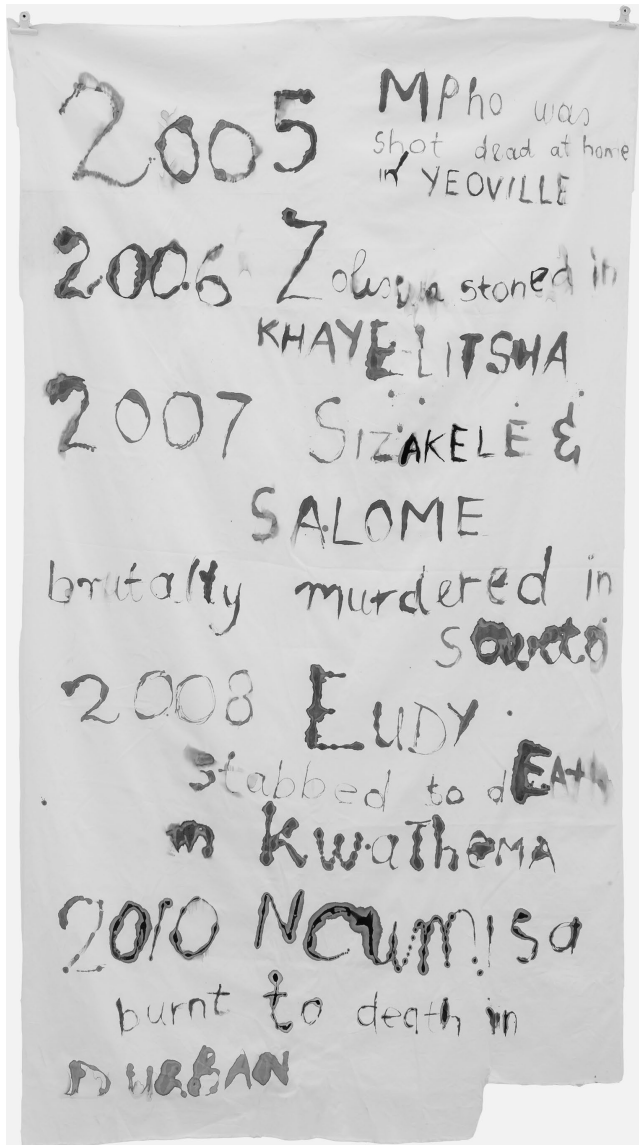 2005 MPho was
shot dead at home
in YEOVILLE
2006 Zoliswa stoned in
KHAYELITSHA
2007 SIZAKELE &
SALOME
brutally murdered in
Soweto
2008 EUDY
stabbed to dEAth
in KwaThemA
2010 Ncumisa
burnt to death in
DURBAN